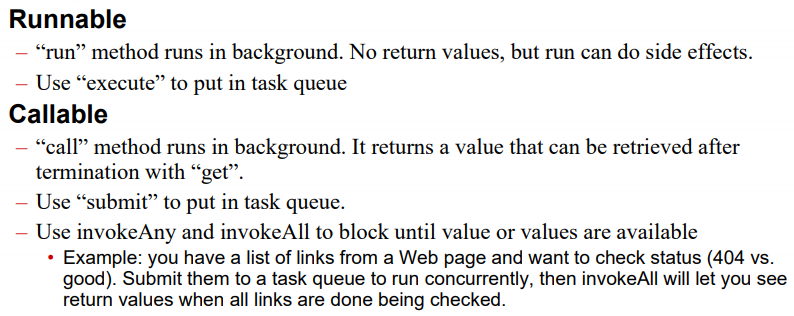 Runnable
– “run” method runs in background. No return values, but run can do side effects.
– Use “execute” to put in task queue
Callable
– “call” method runs in background. It returns a value that can be retrieved after
termination with “get”.
– Use “submit” to put in task queue.
– Use invokeAny and invokeAll to block until value or values are available
• Example: you have a list of links from a Web page and want to check status (404 vs.
good). Submit them to a task queue to run concurrently, then invokeAll will let you see
return values when all links are done being checked.